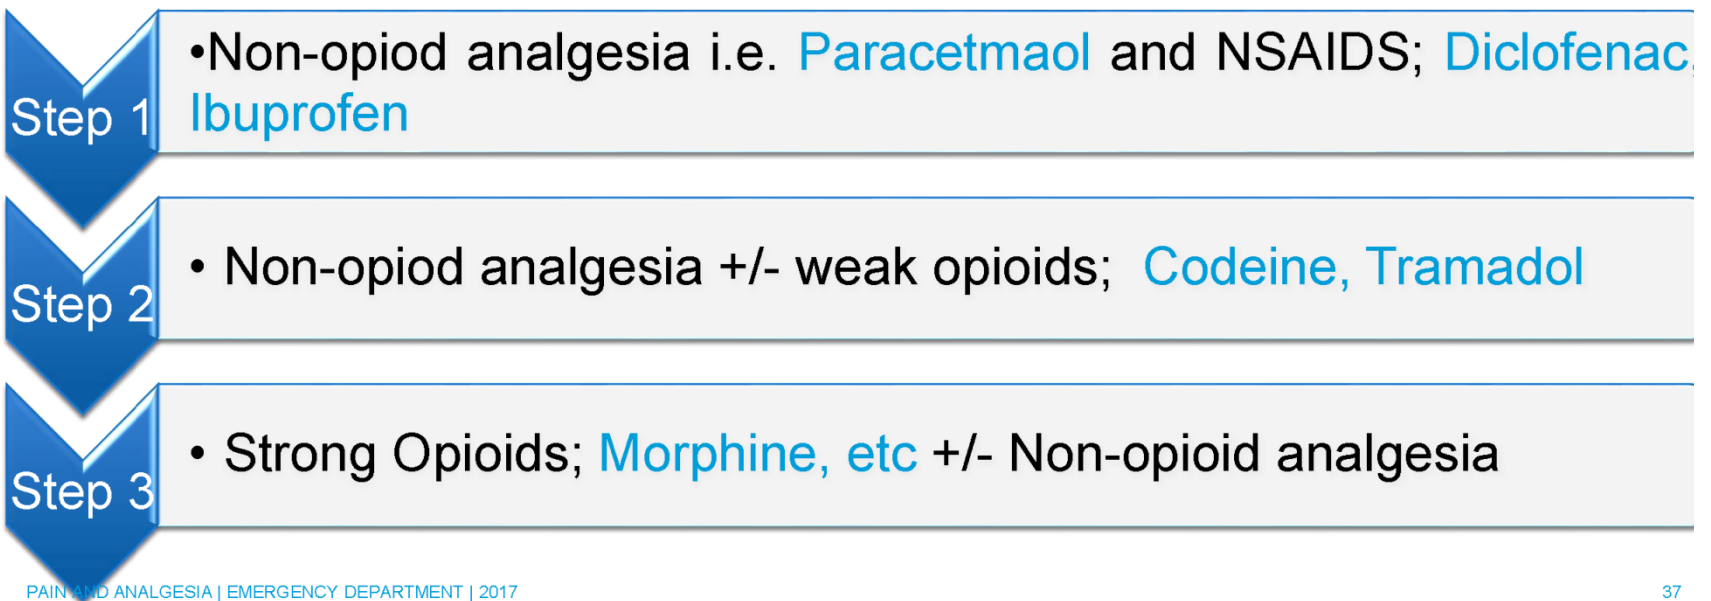 Step 1
•Non-opiod analgesia i.e. Paracetmaol and NSAIDS; Diclofenac,
Ibuprofen
Step 2
• Non-opiod analgesia +/- weak opioids; Codeine, Tramadol
Step 3
• Strong Opioids; Morphine, etc +/- Non-opioid analgesia
PAIN AND ANALGESIA | EMERGENCY DEPARTMENT | 2017
37